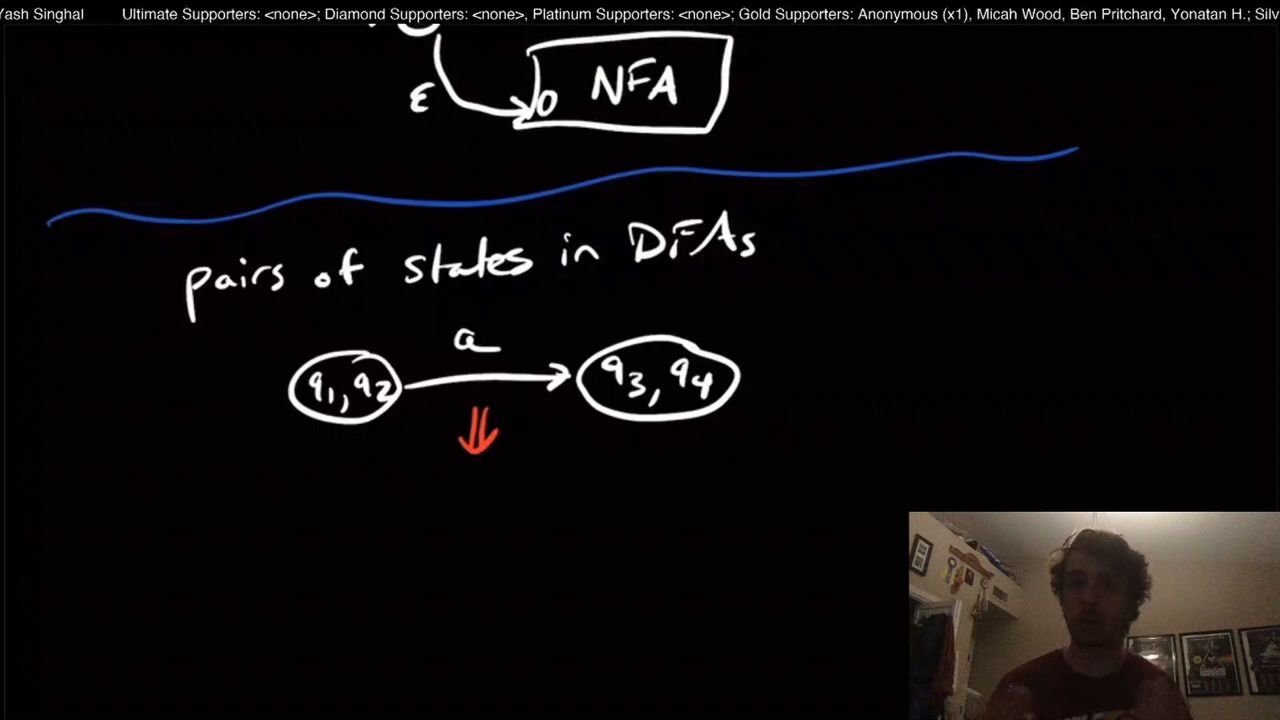 Yash Singhal Ultimate Supporters: <none>; Diamond Supporters: <none>, Platinum Supporters: <none>; Gold Supporters: Anonymous (x1), Micah Wood, Ben Pritchard, Yonatan H.; Silv
NFA
ε
pairs of states in DFAs
a
q1, q2 q3, q4